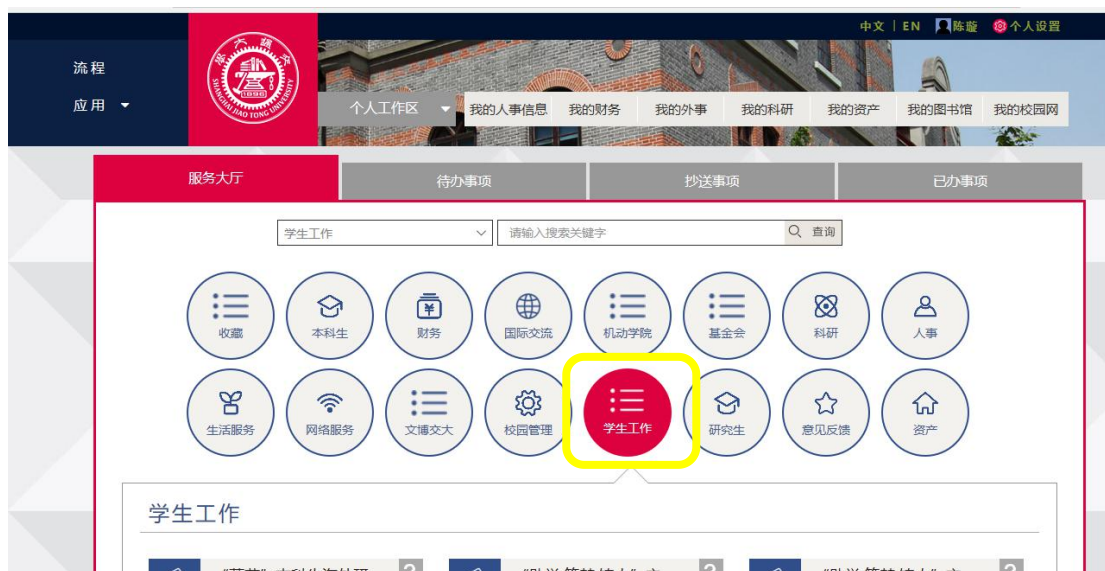 中文 | EN 陈璇 个人设置
流程
应用
SHANGHAI JIAO TONG UNIVERSITY
1896
个人工作区 我的人事信息 我的财务 我的外事 我的科研 我的资产 我的图书馆 我的校园网
服务大厅 待办事项 抄送事项 已办事项
学生工作 请输入搜索关键字 查询
收藏 本科生 财务 国际交流 机动学院 基金会 科研 人事
生活服务 网络服务 文博交大 校园管理 学生工作 研究生 意见反馈 资产
学生工作